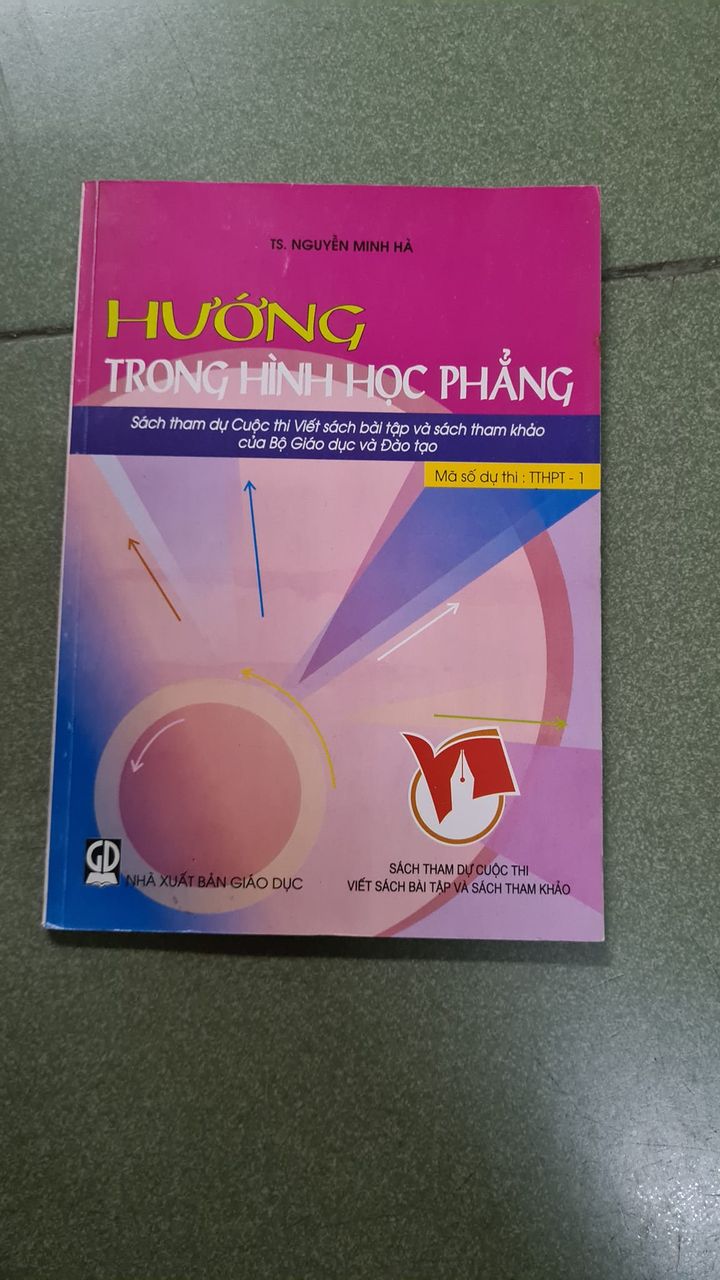 TS. NGUYỄN MINH HÀ
HƯỚNG
TRONG HÌNH HỌC PHẲNG
Sách tham dự Cuộc thi Viết sách bài tập và sách tham khảo
của Bộ Giáo dục và Đào tạo
Mã số dự thi : TTHPT - 1
GD
NHÀ XUẤT BẢN GIÁO DỤC
SÁCH THAM DỰ CUỘC THI
VIẾT SÁCH BÀI TẬP VÀ SÁCH THAM KHẢO